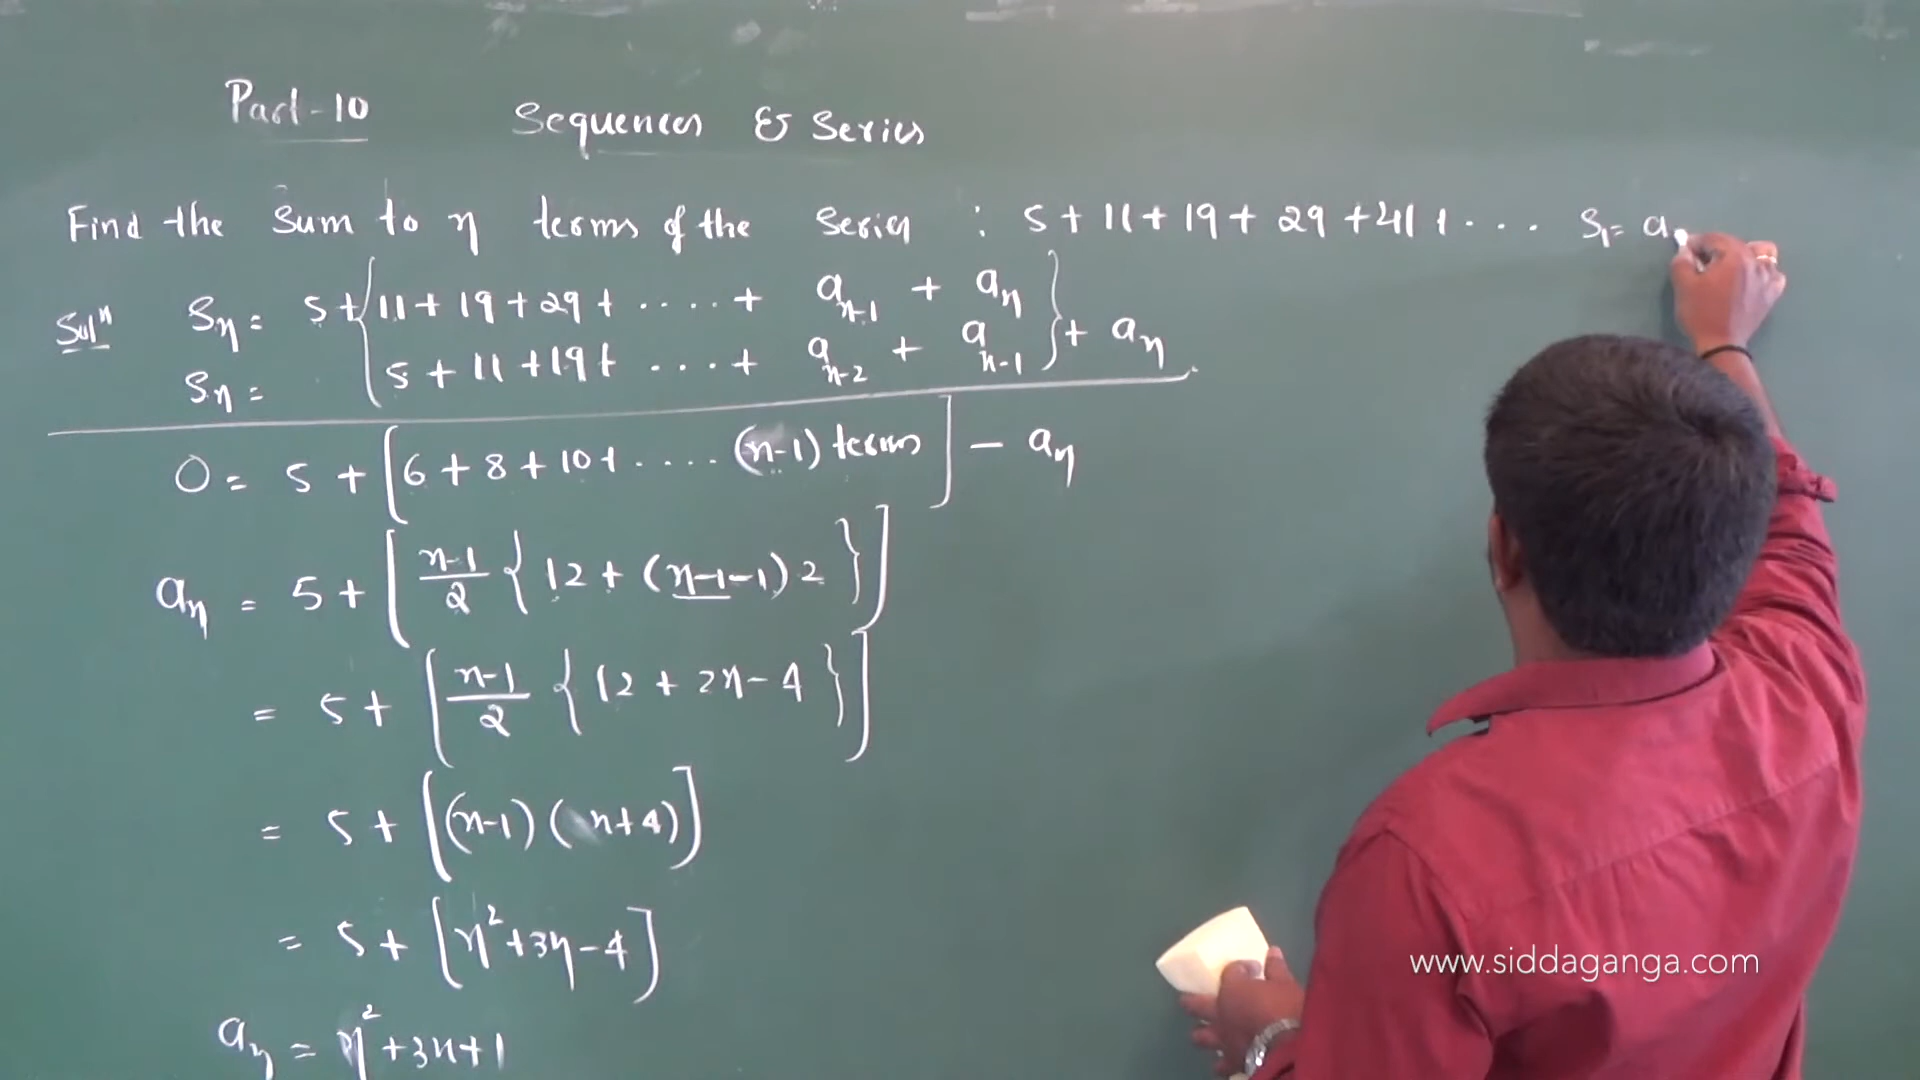 Part-10 Sequences & Series
Find the Sum to n terms of the Series : 5 + 11 + 19 + 29 + 41 + . . . . S₁ = a
Solⁿ Sₙ = 5 + { 11 + 19 + 29 + . . . . + aₙ₋₁ + aₙ }
Sₙ = { 5 + 11 + 19 + . . . . + aₙ₋₂ + aₙ₋₁ } + aₙ
0 = 5 + [ 6 + 8 + 10 + . . . . (n-1) terms ] - aₙ
aₙ = 5 + [ n-1/2 { 12 + (n-1-1) 2 } ]
= 5 + [ n-1/2 { 12 + 2n - 4 } ]
= 5 + [ (n-1) ( n+4) ]
= 5 + [ n² + 3n - 4 ]
aₙ = n² + 3n + 1
www.siddaganga.com